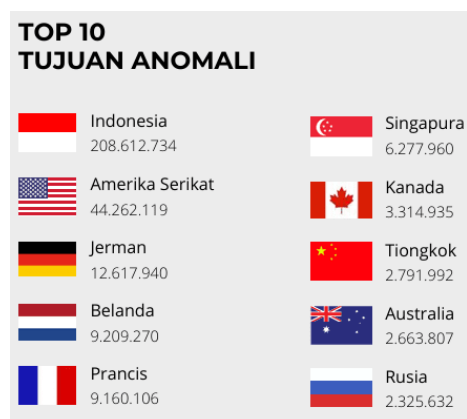 TOP 10
TUJUAN ANOMALI
Indonesia
208.612.734
Amerika Serikat
44.262.119
Jerman
12.617.940
Belanda
9.209.270
Prancis
9.160.106
Singapura
6.277.960
Kanada
3.314.935
Tiongkok
2.791.992
Australia
2.663.807
Rusia
2.325.632